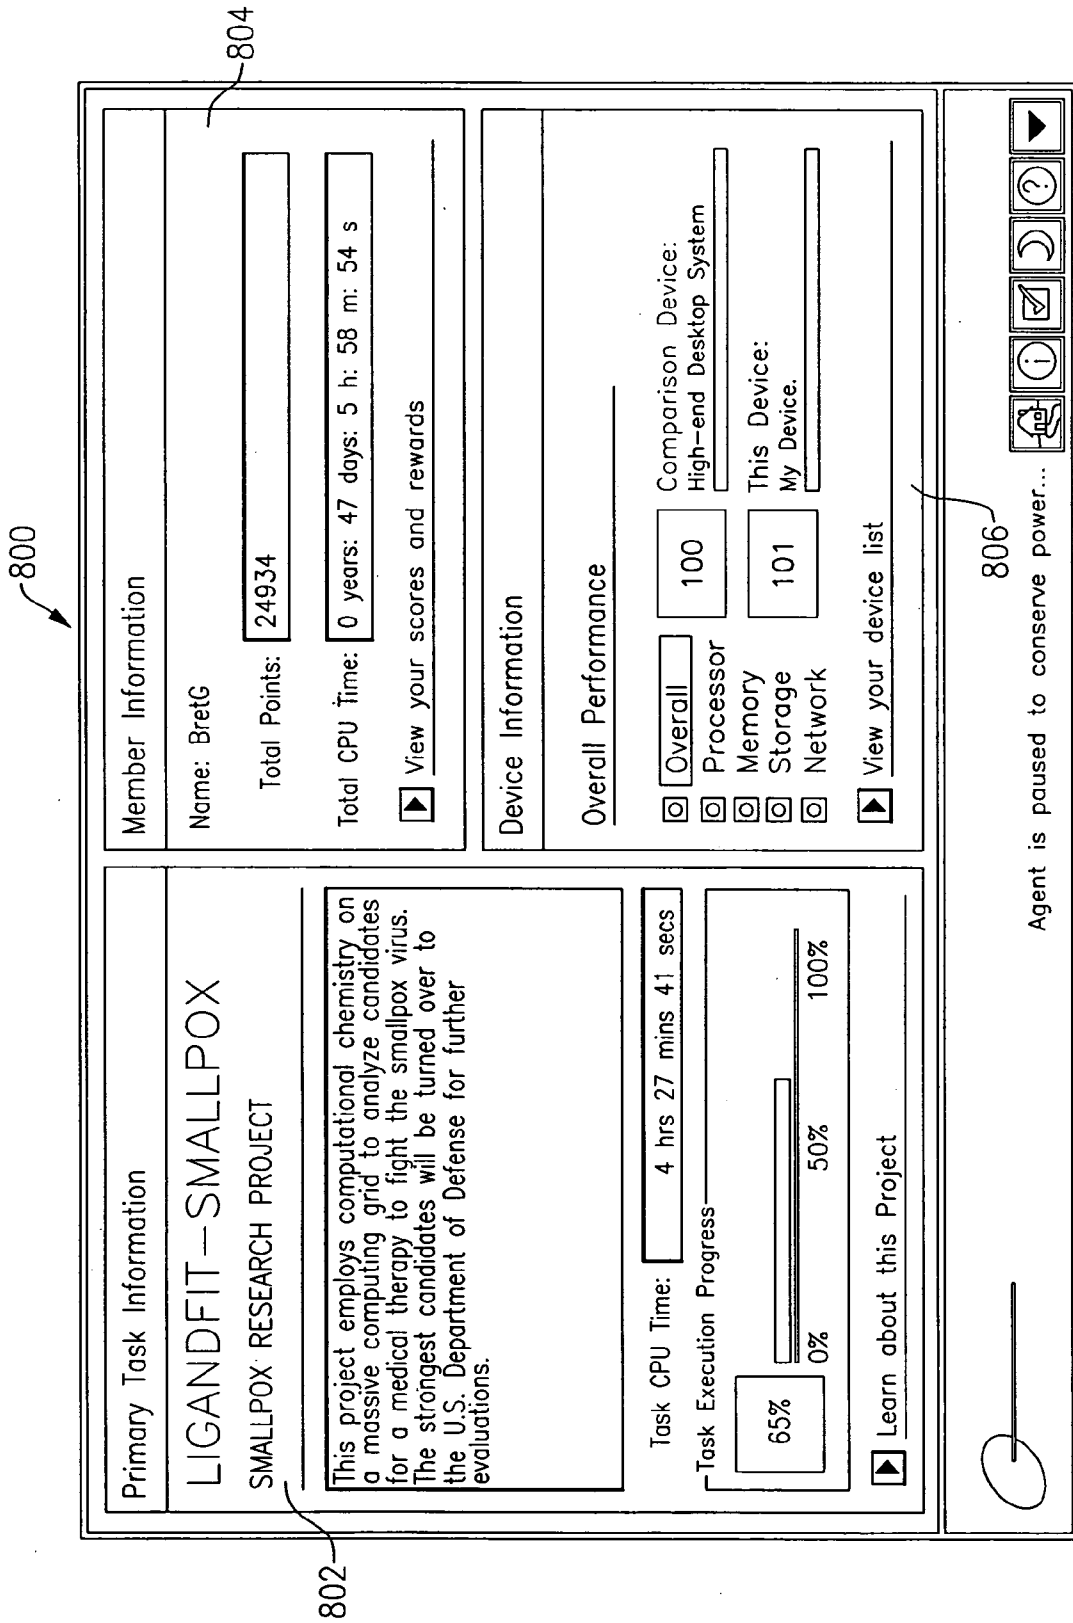 800
Primary Task Information
LIGANDFIT-SMALLPOX
SMALLPOX RESEARCH PROJECT
802
This project employs computational chemistry on
a massive computing grid to analyze candidates
for a medical therapy to fight the smallpox virus.
The strongest candidates will be turned over to
the U.S. Department of Defense for further
evaluations.
Task CPU Time: 4 hrs 27 mins 41 secs
Task Execution Progress
65%
0% 50% 100%
Learn about this Project
Member Information
Name: BretG
804
Total Points: 24934
Total CPU Time: 0 years: 47 days: 5 h: 58 m: 54 s
View your scores and rewards
Device Information
Overall Performance
Overall
Processor
Memory
Storage
Network
100
Comparison Device:
High-end Desktop System
101
This Device:
My Device.
View your device list
806
Agent is paused to conserve power...
i
?